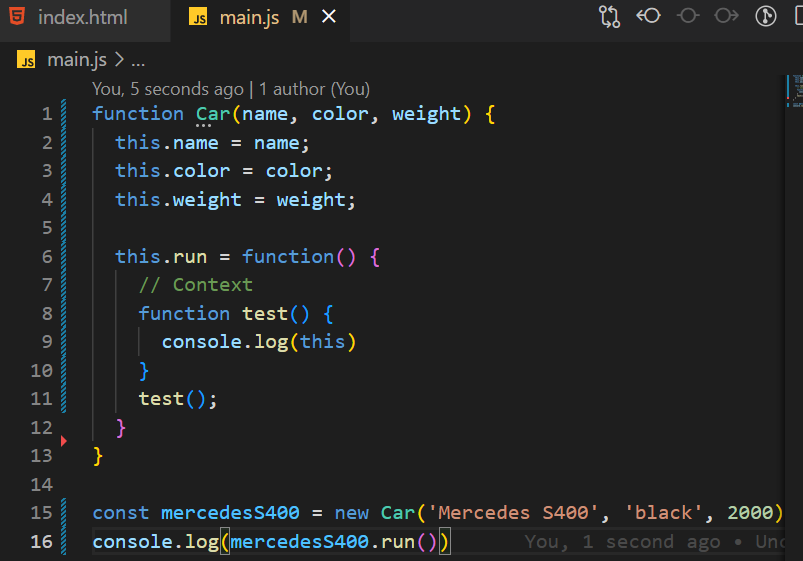 index.html
JS main.js M
JS main.js > ...
You, 5 seconds ago | 1 author (You)
1 function Car(name, color, weight) {
2 this.name = name;
3 this.color = color;
4 this.weight = weight;
5
6 this.run = function() {
7 // Context
8 function test() {
9 console.log(this)
10 }
11 test();
12 }
13 }
14
15 const mercedesS400 = new Car('Mercedes S400', 'black', 2000)
16 console.log(mercedesS400.run()) You, 1 second ago •